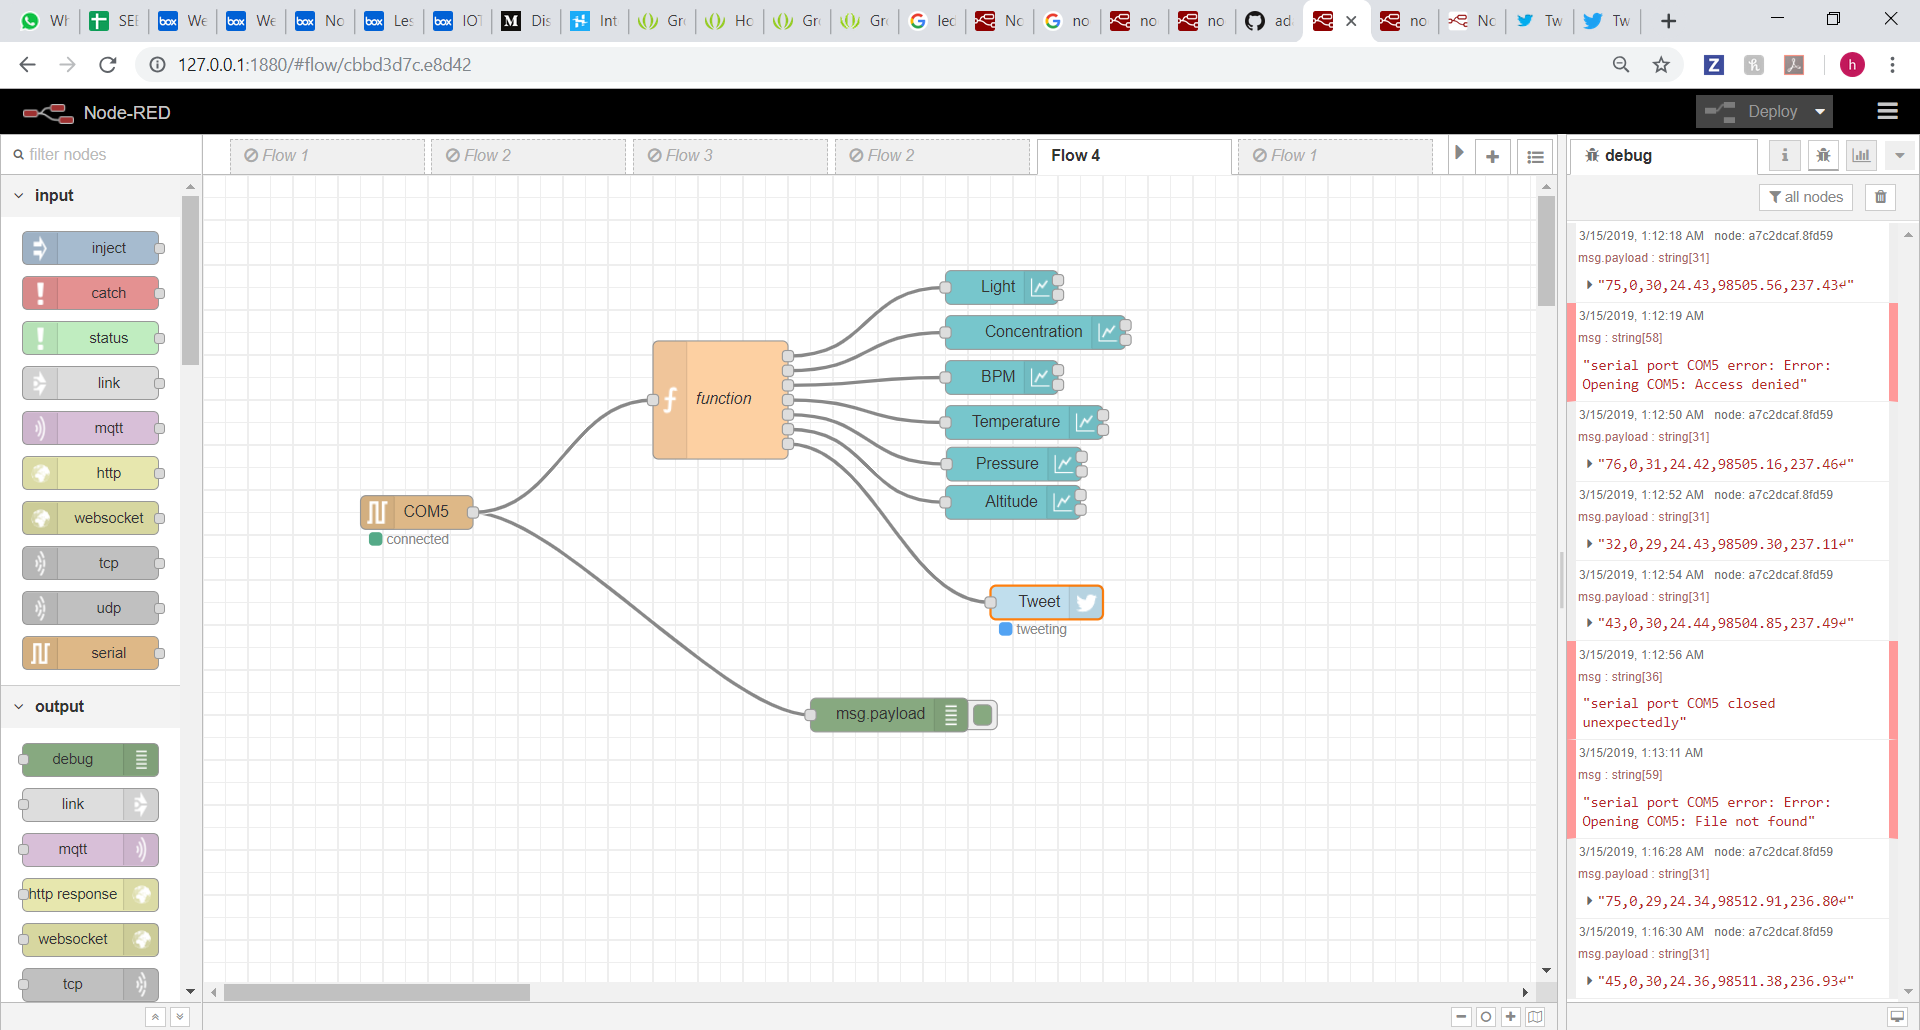 Wh
SEI
We
We
No
Les
IOT
Dis
Int
Gr
Ho
Gr
Gr
led
No
no
no
no
ad
no
No
Tw
Tw
127.0.0.1:1880/#flow/cbbd3d7c.e8d42
h
Node-RED
Deploy
filter nodes
Flow 1
Flow 2
Flow 3
Flow 2
Flow 4
Flow 1
debug
all nodes
input
inject
catch
status
link
mqtt
http
websocket
tcp
udp
serial
output
debug
link
mqtt
http response
websocket
tcp
Light
Concentration
BPM
Temperature
Pressure
Altitude
function
COM5
connected
Tweet
tweeting
msg.payload
3/15/2019, 1:12:18 AM node: a7c2dcaf.8fd59
msg.payload : string[31]
"75,0,30,24.43,98505.56,237.43↵"
3/15/2019, 1:12:19 AM
msg : string[58]
"serial port COM5 error: Error:
Opening COM5: Access denied"
3/15/2019, 1:12:50 AM node: a7c2dcaf.8fd59
msg.payload : string[31]
"76,0,31,24.42,98505.16,237.46↵"
3/15/2019, 1:12:52 AM node: a7c2dcaf.8fd59
msg.payload : string[31]
"32,0,29,24.43,98509.30,237.11↵"
3/15/2019, 1:12:54 AM node: a7c2dcaf.8fd59
msg.payload : string[31]
"43,0,30,24.44,98504.85,237.49↵"
3/15/2019, 1:12:56 AM
msg : string[36]
"serial port COM5 closed
unexpectedly"
3/15/2019, 1:13:11 AM
msg : string[59]
"serial port COM5 error: Error:
Opening COM5: File not found"
3/15/2019, 1:16:28 AM node: a7c2dcaf.8fd59
msg.payload : string[31]
"75,0,29,24.34,98512.91,236.80↵"
3/15/2019, 1:16:30 AM node: a7c2dcaf.8fd59
msg.payload : string[31]
"45,0,30,24.36,98511.38,236.93↵"